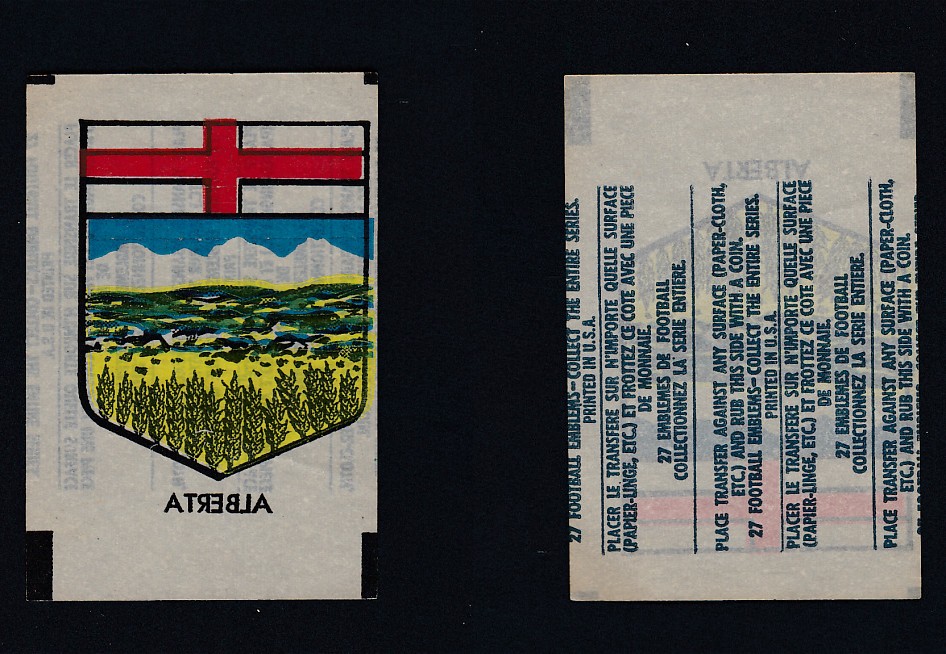 ALBERTA
27 FOOTBALL EMBLEMS-COLLECT THE ENTIRE SERIES.
PRINTED IN U.S.A.
PLACER LE TRANSFERE SUR N'IMPORTE QUELLE SURFACE
(PAPIER-LINGE, ETC.) ET FROTTEZ CE COTE AVEC UNE PIECE
DE MONNAIE.
27 EMBLEMES DE FOOTBALL
COLLECTIONNEZ LA SERIE ENTIERE.
PLACE TRANSFER AGAINST ANY SURFACE (PAPER-CLOTH,
ETC.) AND RUB THIS SIDE WITH A COIN.
27 FOOTBALL EMBLEMS-COLLECT THE ENTIRE SERIES.
PRINTED IN U.S.A.
PLACER LE TRANSFERE SUR N'IMPORTE QUELLE SURFACE
(PAPIER-LINGE, ETC.) ET FROTTEZ CE COTE AVEC UNE PIECE
DE MONNAIE.
27 EMBLEMES DE FOOTBALL
COLLECTIONNEZ LA SERIE ENTIERE.
PLACE TRANSFER AGAINST ANY SURFACE (PAPER-CLOTH,
ETC.) AND RUB THIS SIDE WITH A COIN.
ALBERTA